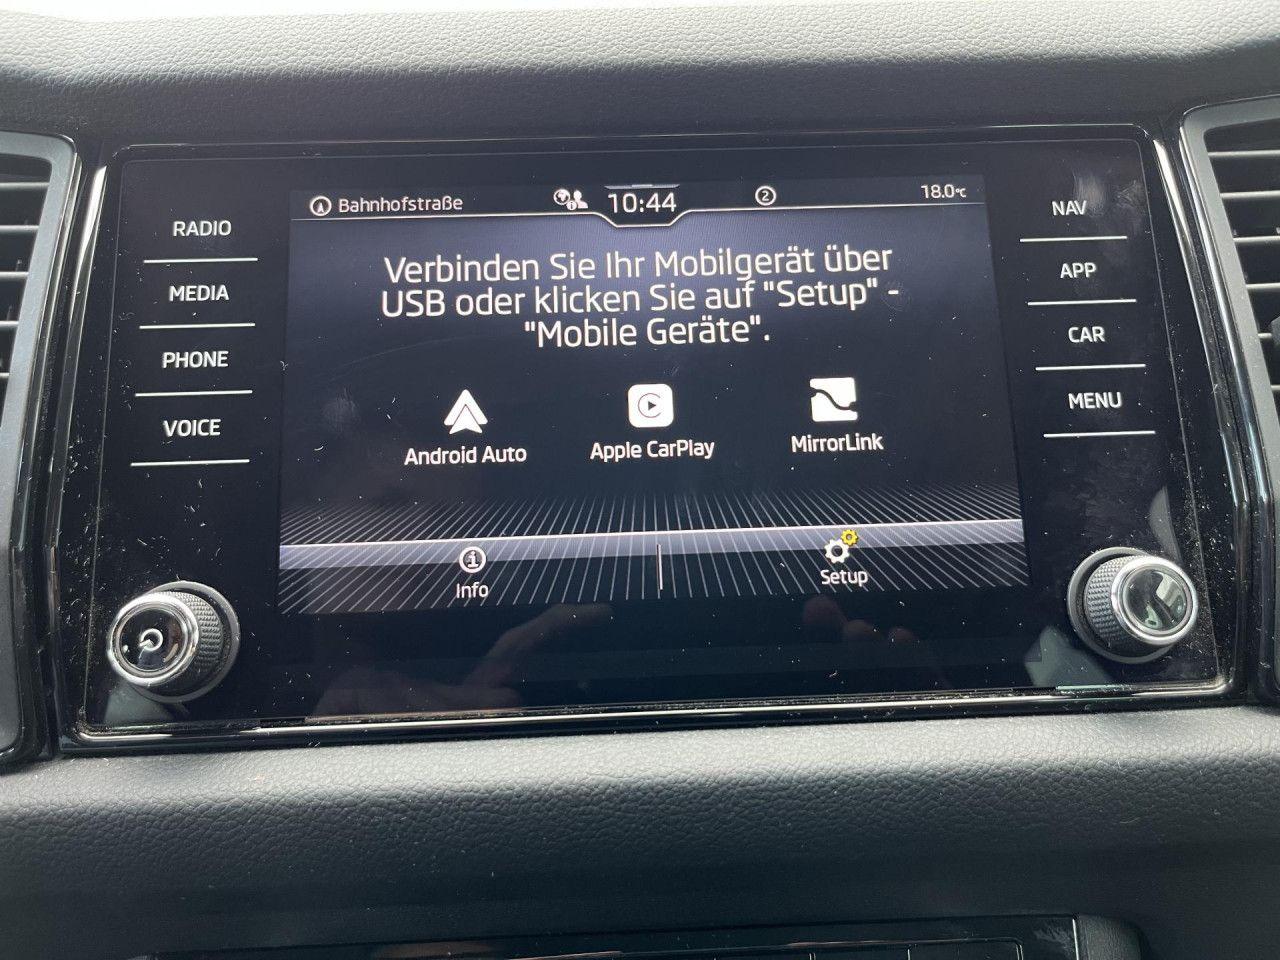 Bahnhofstraße 10:44 2 18.0°C
RADIO
MEDIA
PHONE
VOICE
Verbinden Sie Ihr Mobilgerät über
USB oder klicken Sie auf "Setup" -
"Mobile Geräte".
Android Auto Apple CarPlay MirrorLink
Info Setup
NAV
APP
CAR
MENU